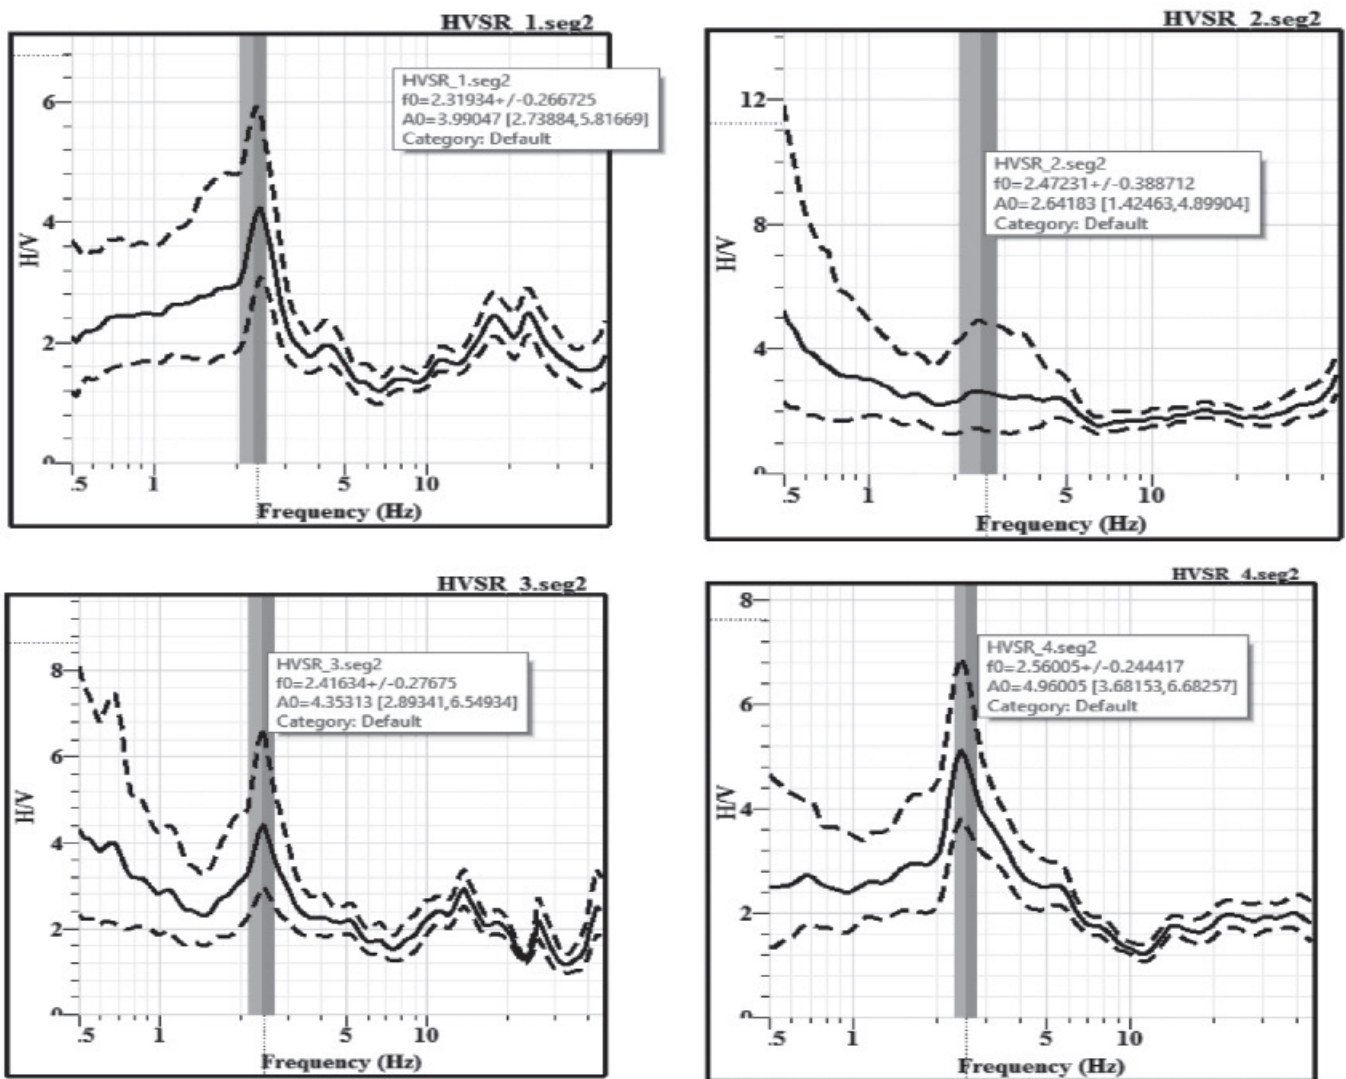 HVSR_1.seg2
HVSR_1.seg2
f0=2.31934+/-0.266725
A0=3.99047 [2.73884,5.81669]
Category: Default
6
4
2
0
H/V
.5 1 5 10
Frequency (Hz)
HVSR_2.seg2
HVSR_2.seg2
f0=2.47231+/-0.388712
A0=2.64183 [1.42463,4.89904]
Category: Default
12
8
4
0
H/V
.5 1 5 10
Frequency (Hz)
HVSR_3.seg2
HVSR_3.seg2
f0=2.41634+/-0.27675
A0=4.35313 [2.89341,6.54934]
Category: Default
8
6
4
2
0
H/V
.5 1 5 10
Frequency (Hz)
HVSR_4.seg2
HVSR_4.seg2
f0=2.56005+/-0.244417
A0=4.96005 [3.68153,6.68257]
Category: Default
8
6
4
2
0
H/V
.5 1 5 10
Frequency (Hz)